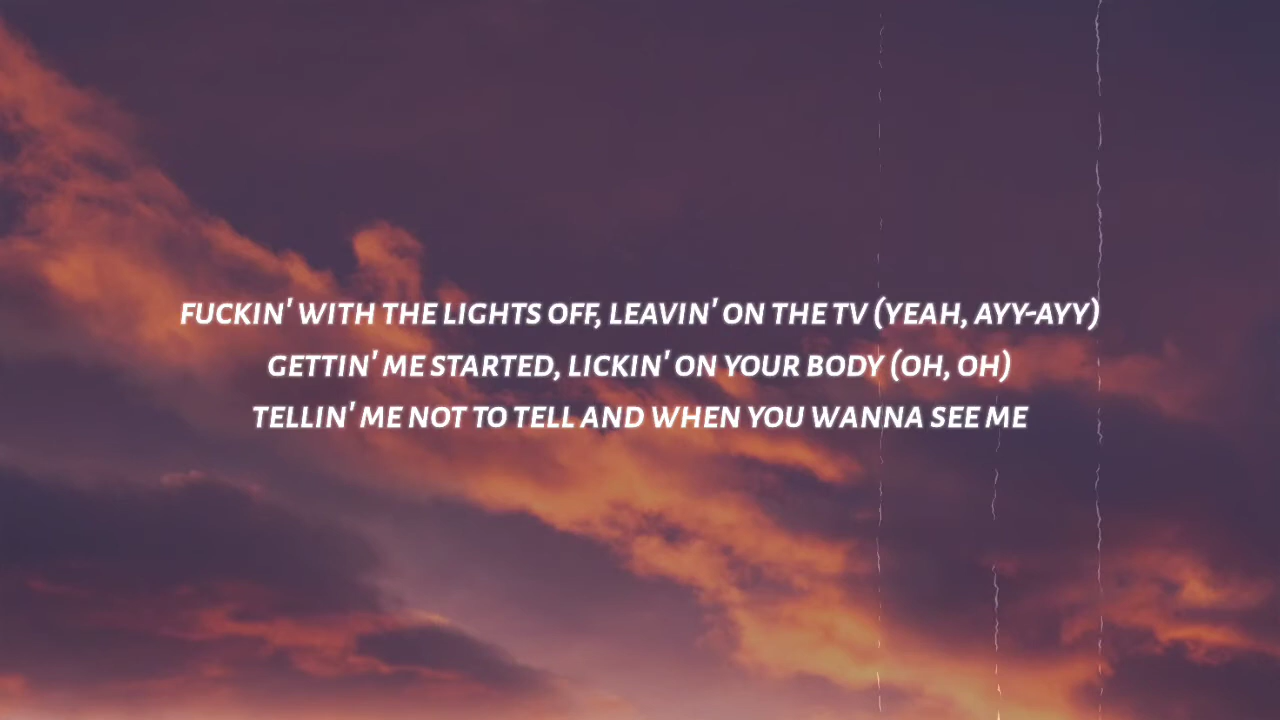 FUCKIN' WITH THE LIGHTS OFF, LEAVIN' ON THE TV (YEAH, AYY-AYY)
GETTIN' ME STARTED, LICKIN' ON YOUR BODY (OH, OH)
TELLIN' ME NOT TO TELL AND WHEN YOU WANNA SEE ME